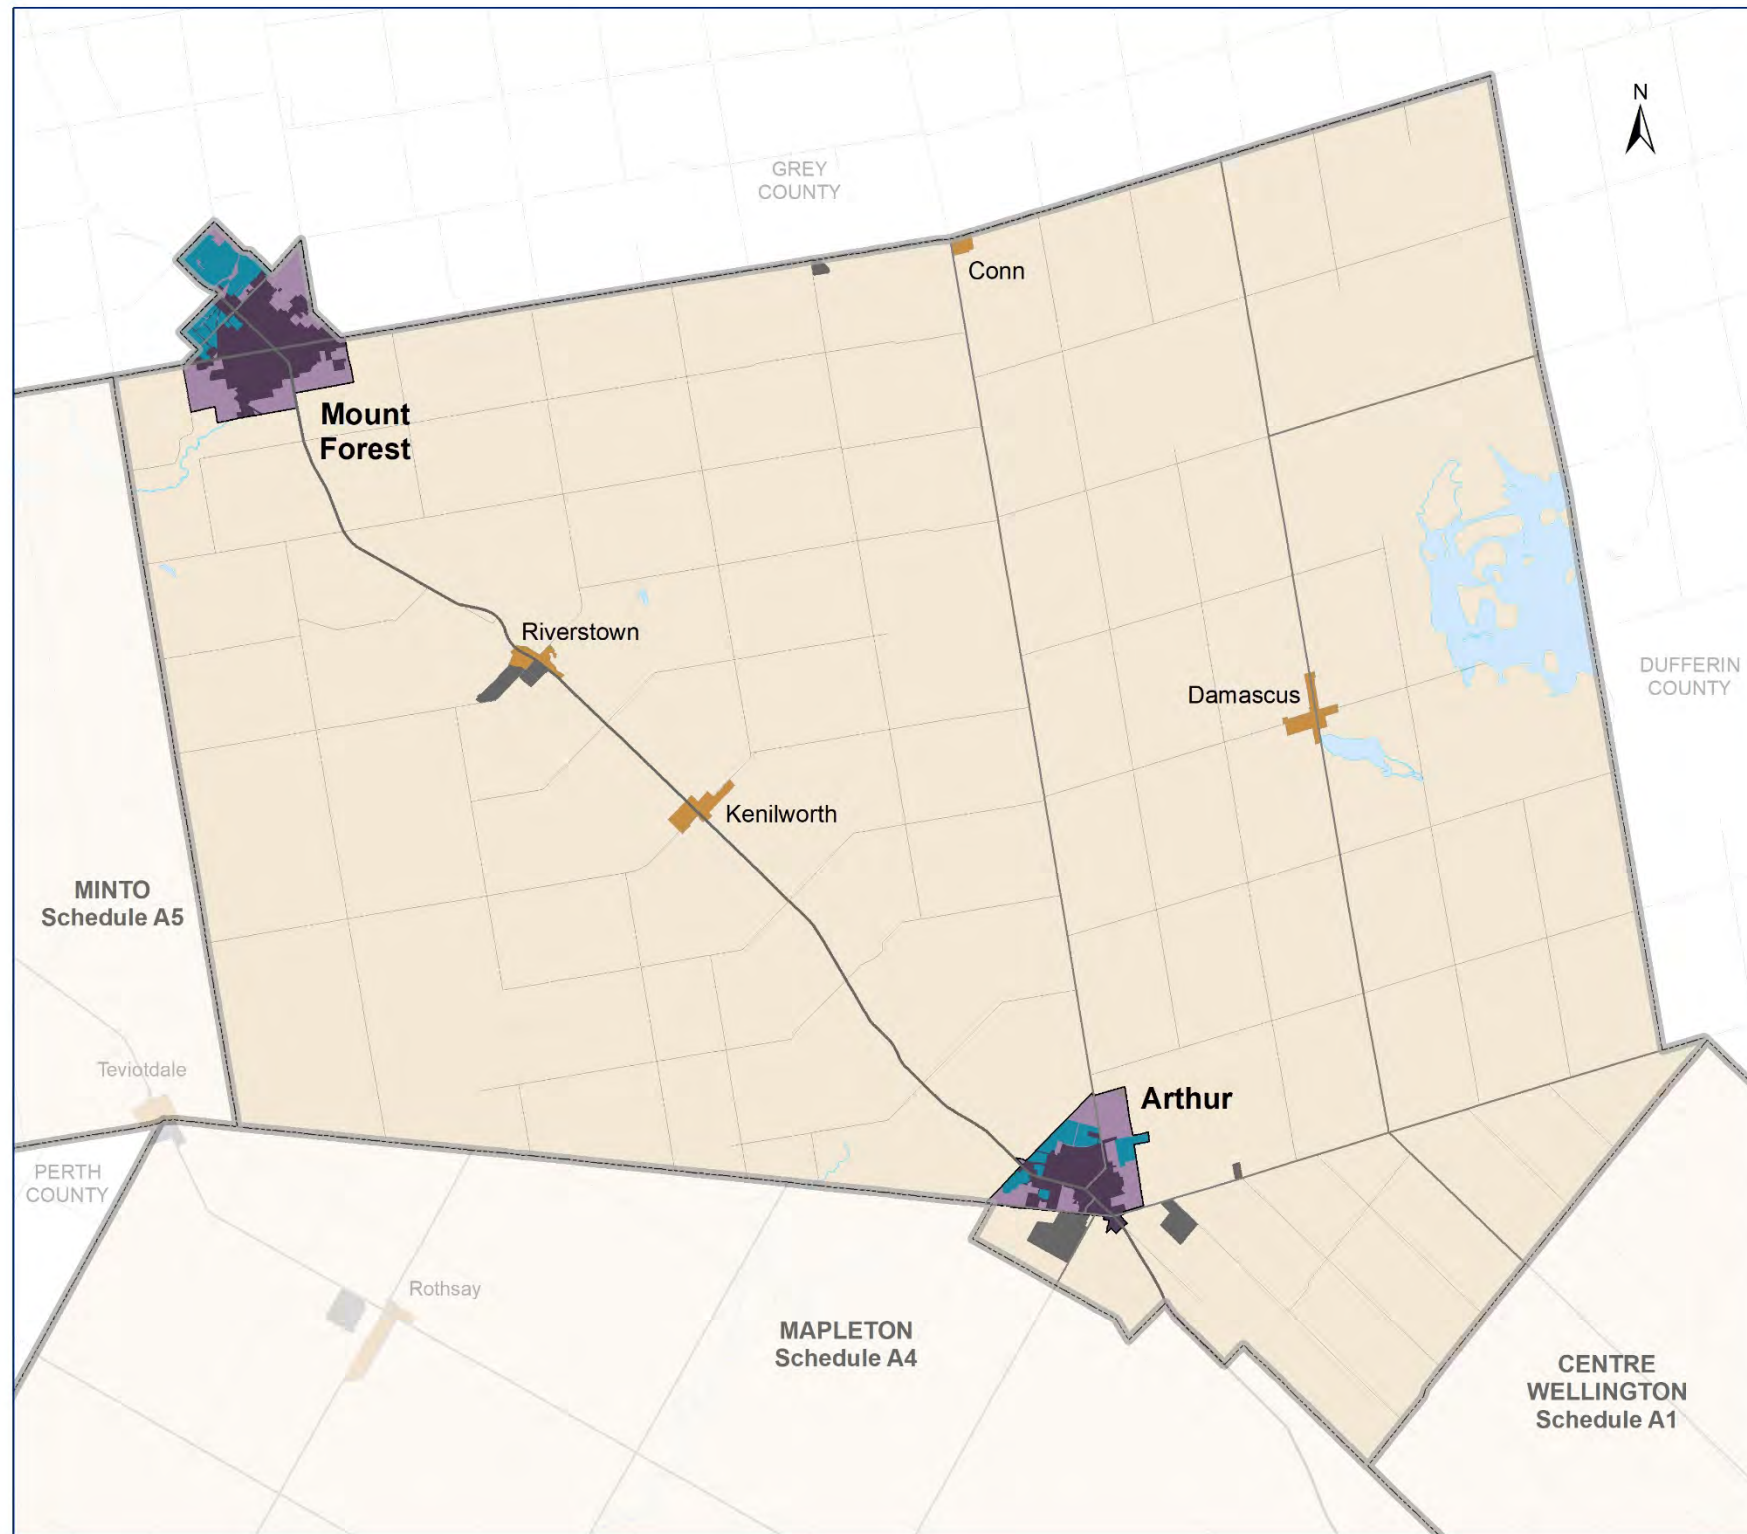 N
GREY
COUNTY
Conn
Mount
Forest
Riverstown
DUFFERIN
COUNTY
Damascus
Kenilworth
MINTO
Schedule A5
Teviotdale
Arthur
PERTH
COUNTY
Rothsay
MAPLETON
Schedule A4
CENTRE
WELLINGTON
Schedule A1